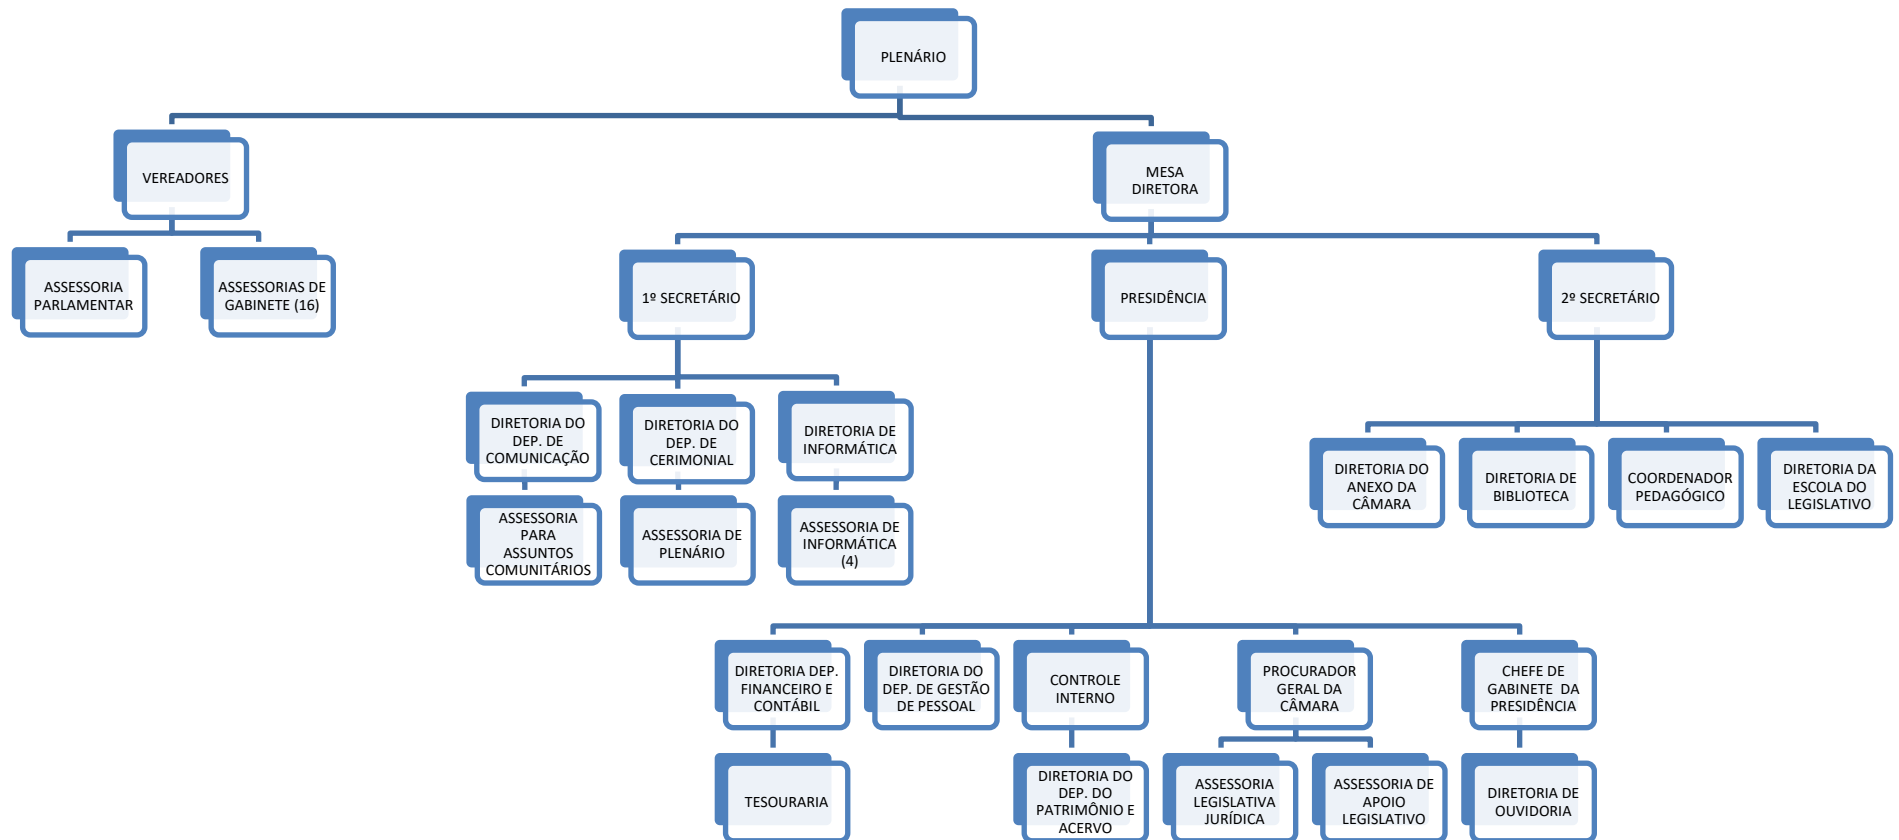 PLENÁRIO
VEREADORES
MESA
DIRETORA
ASSESSORIA
PARLAMENTAR
ASSESSORIAS DE
GABINETE (16)
1º SECRETÁRIO
PRESIDÊNCIA
2º SECRETÁRIO
DIRETORIA DO
DEP. DE
COMUNICAÇÃO
DIRETORIA DO
DEP. DE
CERIMONIAL
DIRETORIA DE
INFORMÁTICA
DIRETORIA DO
ANEXO DA
CÂMARA
DIRETORIA DE
BIBLIOTECA
COORDENADOR
PEDAGÓGICO
DIRETORIA DA
ESCOLA DO
LEGISLATIVO
ASSESSORIA
PARA
ASSUNTOS
COMUNITÁRIOS
ASSESSORIA DE
PLENÁRIO
ASSESSORIA DE
INFORMÁTICA
(4)
DIRETORIA DEP.
FINANCEIRO E
CONTÁBIL
DIRETORIA DO
DEP. DE GESTÃO
DE PESSOAL
CONTROLE
INTERNO
PROCURADOR
GERAL DA
CÂMARA
CHEFE DE
GABINETE DA
PRESIDÊNCIA
TESOURARIA
DIRETORIA DO
DEP. DO
PATRIMÔNIO E
ACERVO
ASSESSORIA
LEGISLATIVA
JURÍDICA
ASSESSORIA DE
APOIO
LEGISLATIVO
DIRETORIA DE
OUVIDORIA